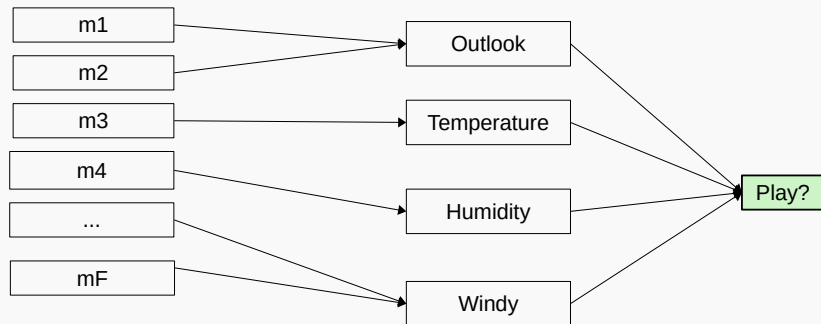 m1
m2
m3
m4
...
mF
Outlook
Temperature
Humidity
Windy
Play?